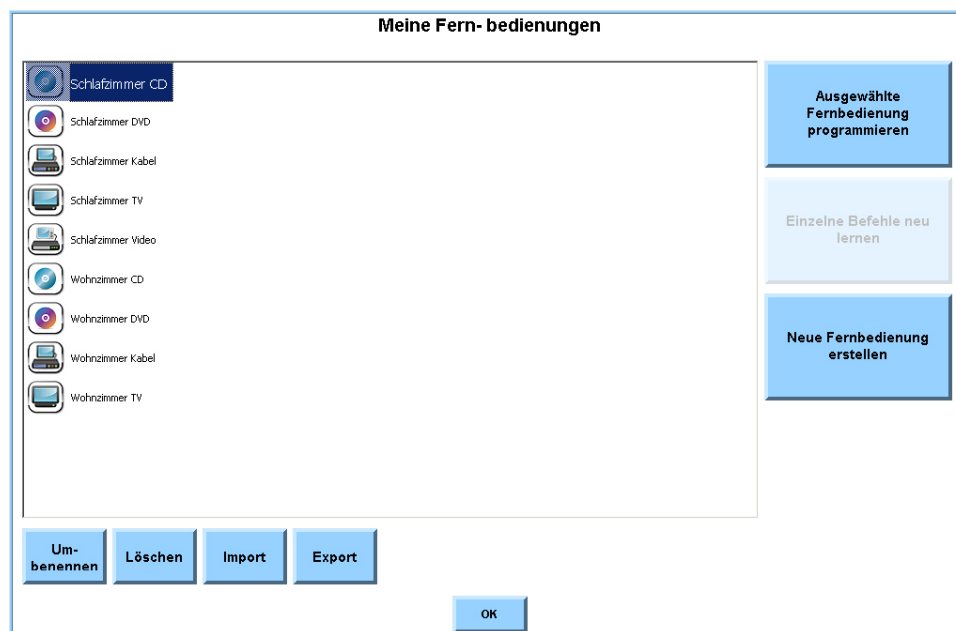 Meine Fern- bedienungen
Schlafzimmer CD
Schlafzimmer DVD
Schlafzimmer Kabel
Schlafzimmer TV
Schlafzimmer Video
Wohnzimmer CD
Wohnzimmer DVD
Wohnzimmer Kabel
Wohnzimmer TV
Ausgewählte
Fernbedienung
programmieren
Einzelne Befehle neu
lernen
Neue Fernbedienung
erstellen
Um-
benennen
Löschen
Import
Export
OK